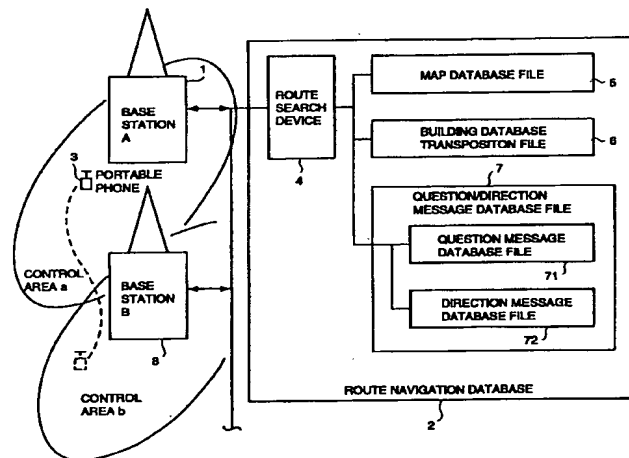 1
BASE
STATION
A
3
PORTABLE
PHONE
CONTROL
AREA a
BASE
STATION
B
8
CONTROL
AREA b
ROUTE
SEARCH
DEVICE
4
MAP DATABASE FILE
5
BUILDING DATABASE
TRANSPOSITON FILE
6
7
QUESTION/DIRECTION
MESSAGE DATABASE FILE
QUESTION MESSAGE
DATABASE FILE
71
DIRECTION MESSAGE
DATABASE FILE
72
ROUTE NAVIGATION DATABASE
2